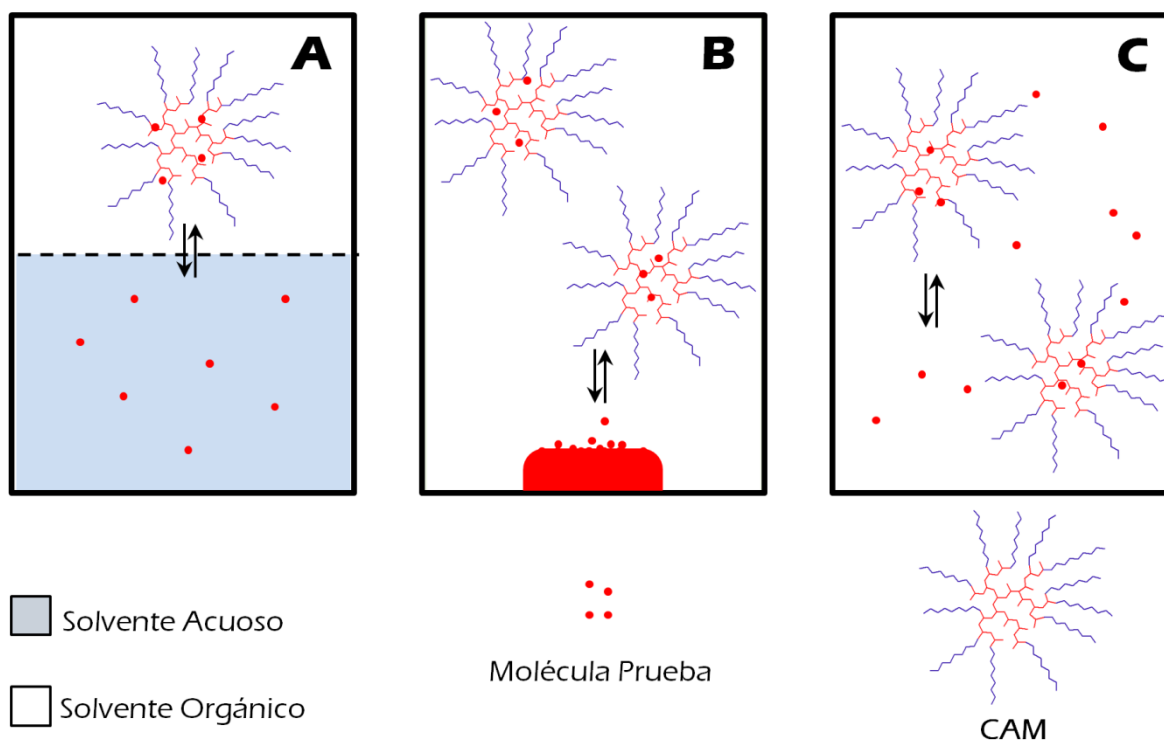 A
B
C
Solvente Acuoso
Molécula Prueba
Solvente Orgánico
CAM